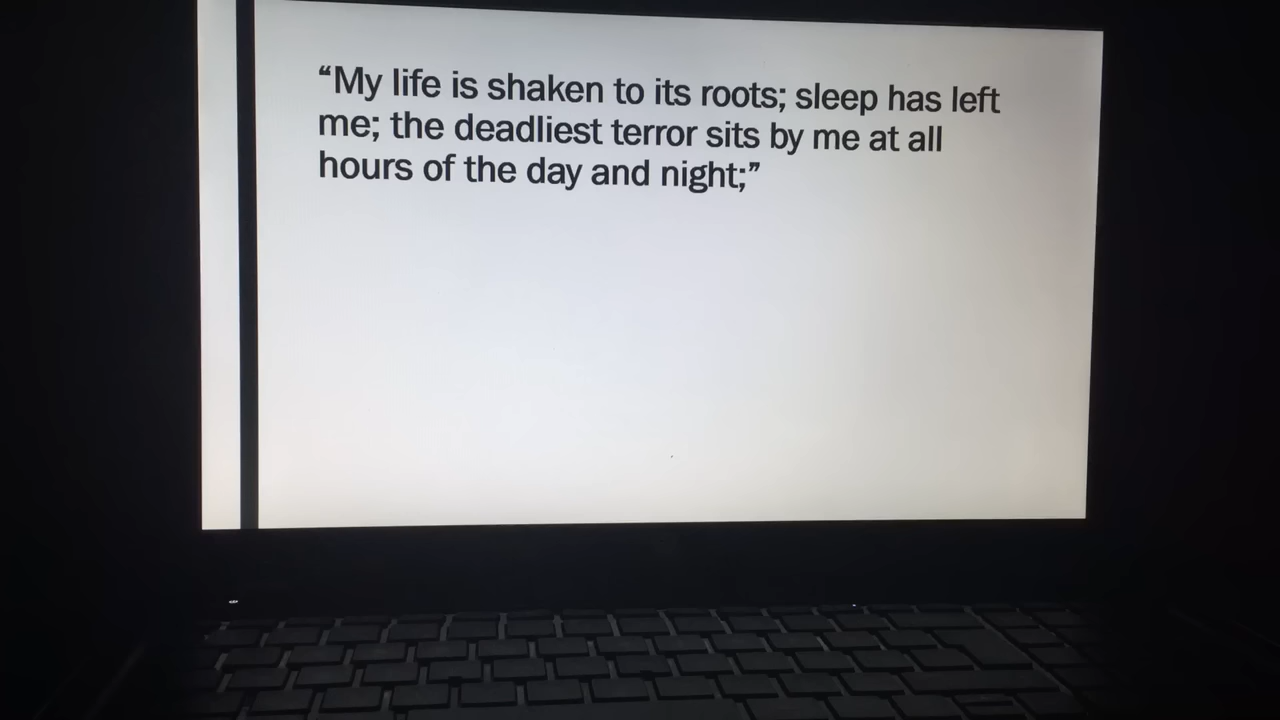 “My life is shaken to its roots; sleep has left
me; the deadliest terror sits by me at all
hours of the day and night;”